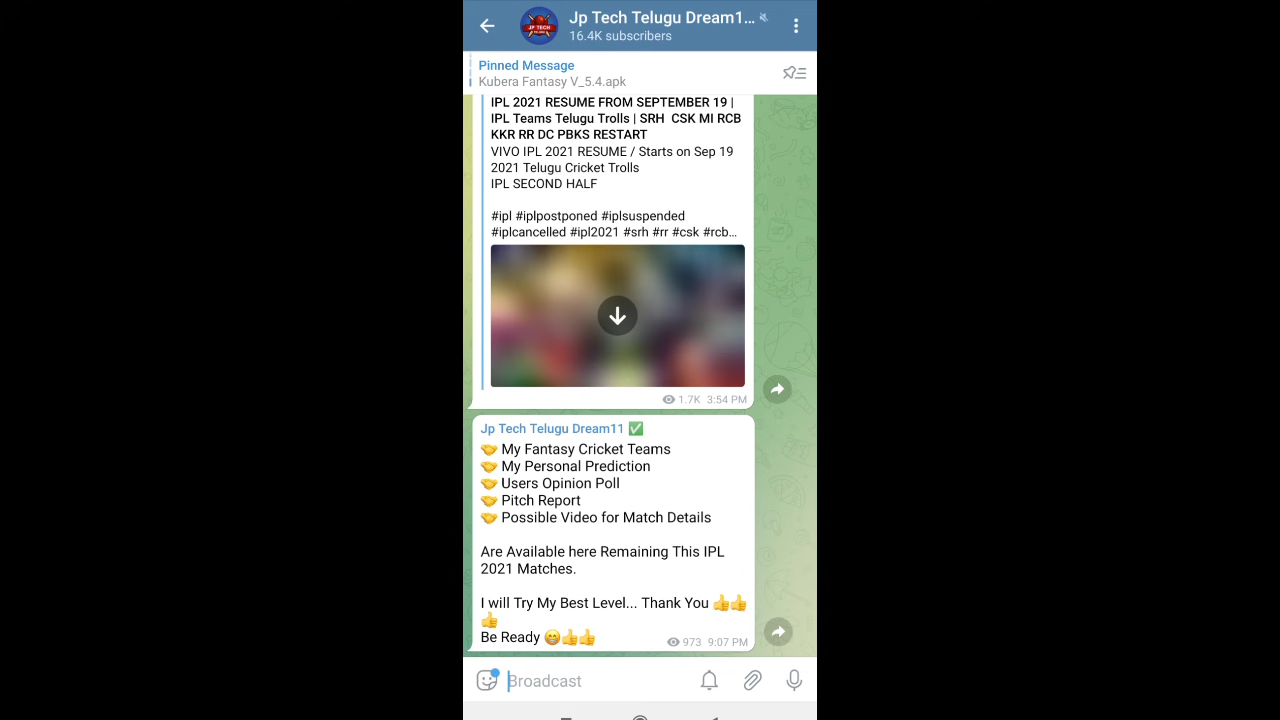 Jp Tech Telugu Dream1...
16.4K subscribers
JP TECH
Pinned Message
Kubera Fantasy V_5.4.apk
IPL 2021 RESUME FROM SEPTEMBER 19 |
IPL Teams Telugu Trolls | SRH CSK MI RCB
KKR RR DC PBKS RESTART
VIVO IPL 2021 RESUME / Starts on Sep 19
2021 Telugu Cricket Trolls
IPL SECOND HALF
#ipl #iplpostponed #iplsuspended
#iplcancelled #ipl2021 #srh #rr #csk #rcb...
1.7K 3:54 PM
Jp Tech Telugu Dream11 ✅
🤝 My Fantasy Cricket Teams
🤝 My Personal Prediction
🤝 Users Opinion Poll
🤝 Pitch Report
🤝 Possible Video for Match Details
Are Available here Remaining This IPL
2021 Matches.
I will Try My Best Level... Thank You 👍👍
👍
Be Ready 😁👍👍
973 9:07 PM
Broadcast